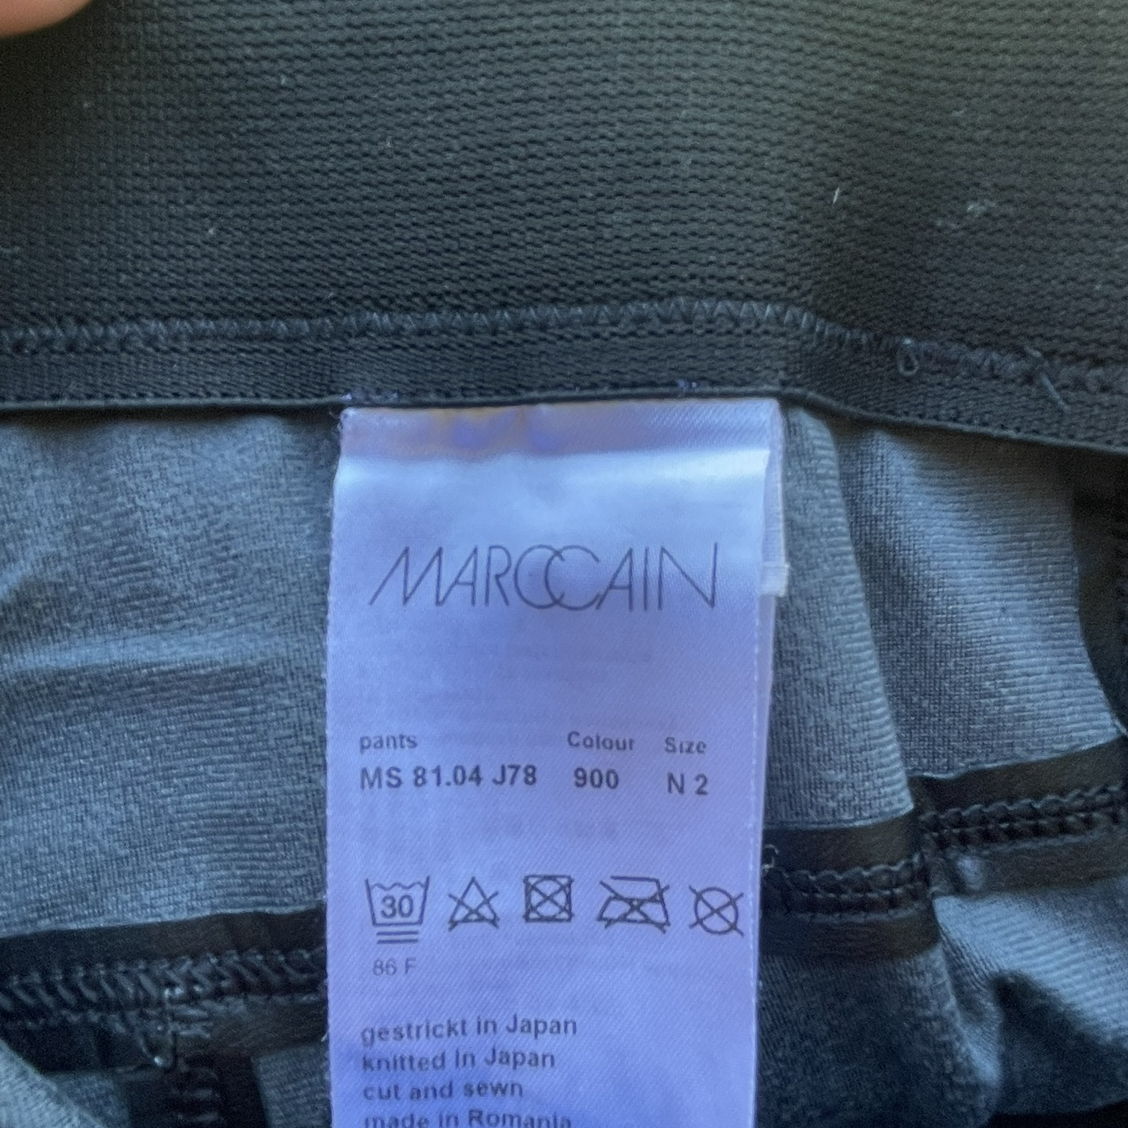 MARCCAIN
pants Colour Size
MS 81.04 J78 900 N 2
30
86 F
gestrickt in Japan
knitted in Japan
cut and sewn
made in Romania